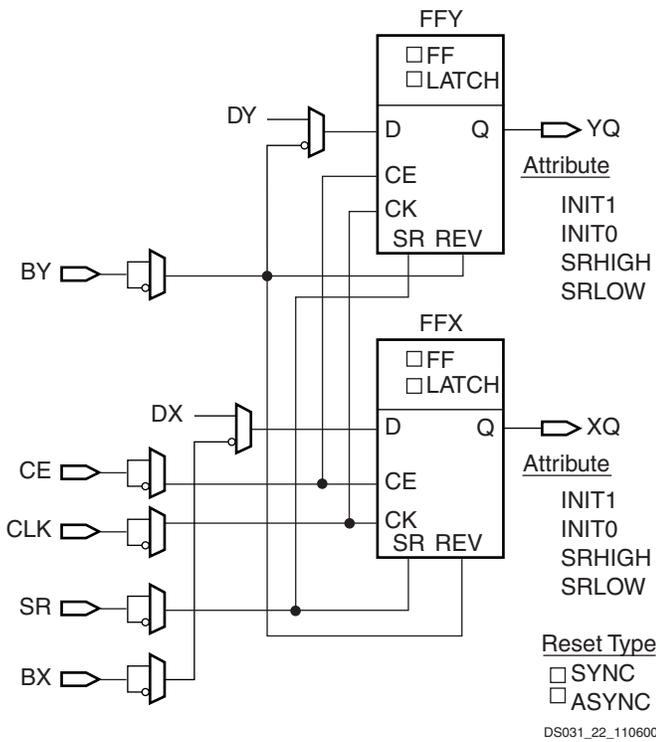 FFY
FF
LATCH
DY
D
Q
YQ
CE
Attribute
CK
INIT1
SR REV
INIT0
BY
SRHIGH
SRLOW
FFX
FF
LATCH
DX
D
Q
XQ
CE
CE
Attribute
CLK
CK
INIT1
SR REV
INIT0
SRHIGH
SR
SRLOW
BX
Reset Type
SYNC
ASYNC
DS031_22_110600